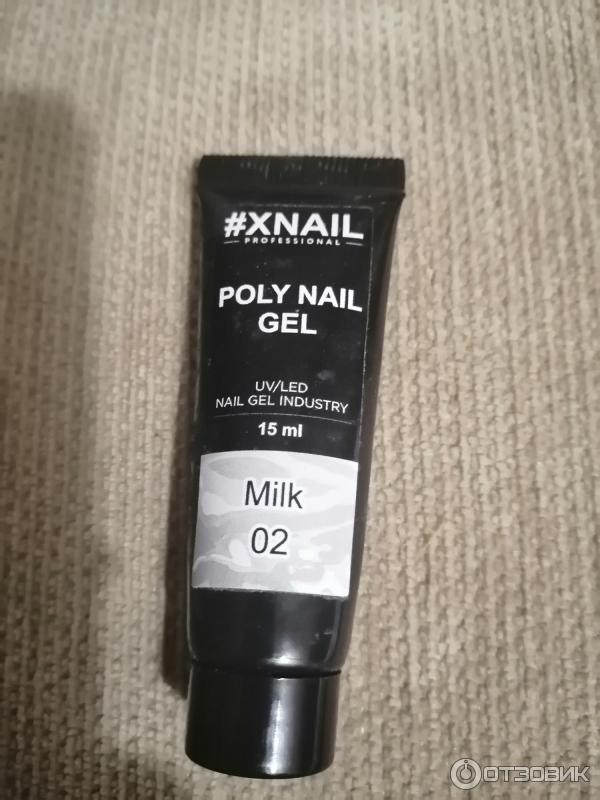 #XNAIL
PROFESSIONAL
POLY NAIL
GEL
UV/LED
NAIL GEL INDUSTRY
15 ml
Milk
02
ОТЗОВИК